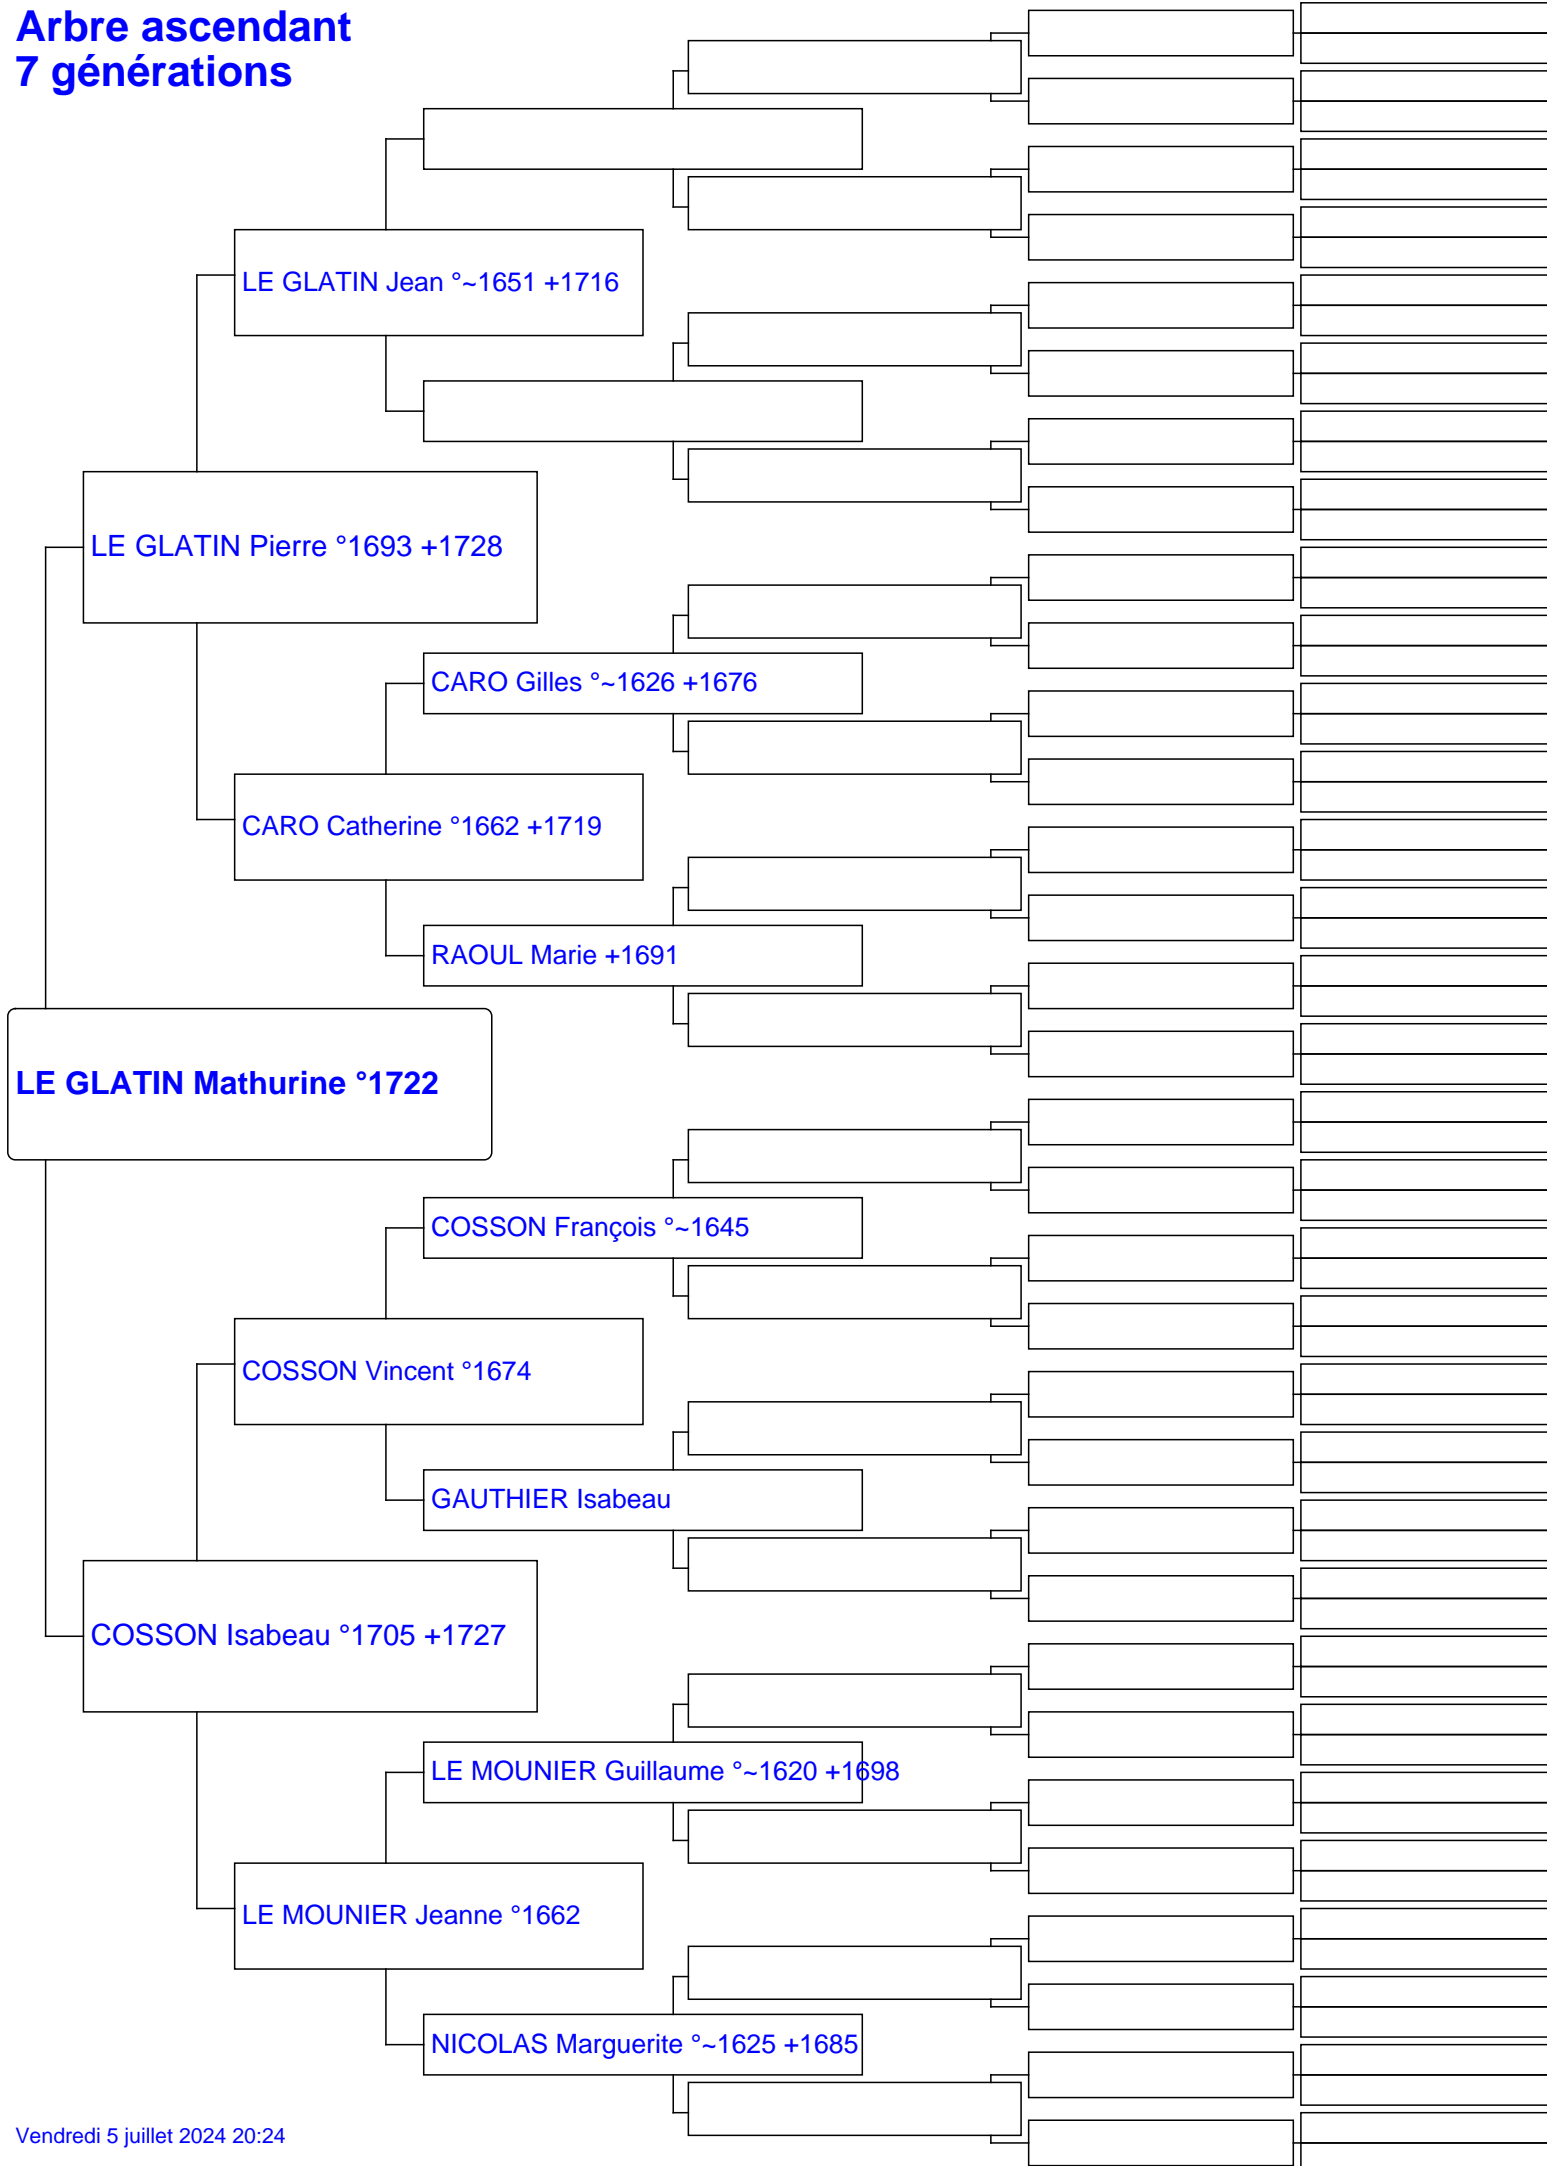 Arbre ascendant
7 générations
LE GLATIN Jean °~1651 +1716
LE GLATIN Pierre °1693 +1728
CARO Gilles °~1626 +1676
CARO Catherine °1662 +1719
RAOUL Marie +1691
LE GLATIN Mathurine °1722
COSSON François °~1645
COSSON Vincent °1674
GAUTHIER Isabeau
COSSON Isabeau °1705 +1727
LE MOUNIER Guillaume °~1620 +1698
LE MOUNIER Jeanne °1662
NICOLAS Marguerite °~1625 +1685
Vendredi 5 juillet 2024 20:24